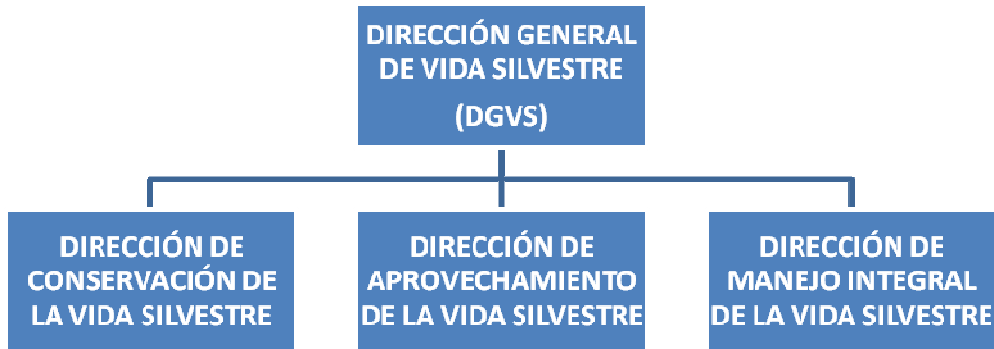 DIRECCIÓN GENERAL
DE VIDA SILVESTRE
(DGVS)
DIRECCIÓN DE
CONSERVACIÓN DE
LA VIDA SILVESTRE
DIRECCIÓN DE
APROVECHAMIENTO
DE LA VIDA SILVESTRE
DIRECCIÓN DE
MANEJO INTEGRAL
DE LA VIDA SILVESTRE